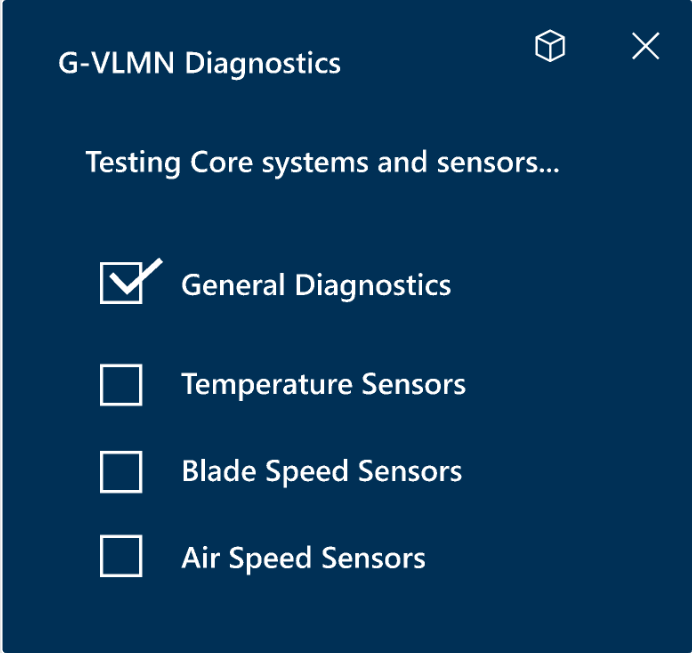 G-VLMN Diagnostics
Testing Core systems and sensors...
General Diagnostics
Temperature Sensors
Blade Speed Sensors
Air Speed Sensors